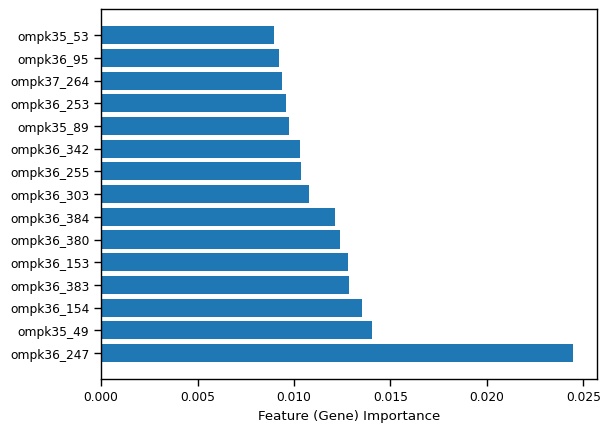 ompk35_53
ompk36_95
ompk37_264
ompk36_253
ompk35_89
ompk36_342
ompk36_255
ompk36_303
ompk36_384
ompk36_380
ompk36_153
ompk36_383
ompk36_154
ompk35_49
ompk36_247
0.000 0.005 0.010 0.015 0.020 0.025
Feature (Gene) Importance